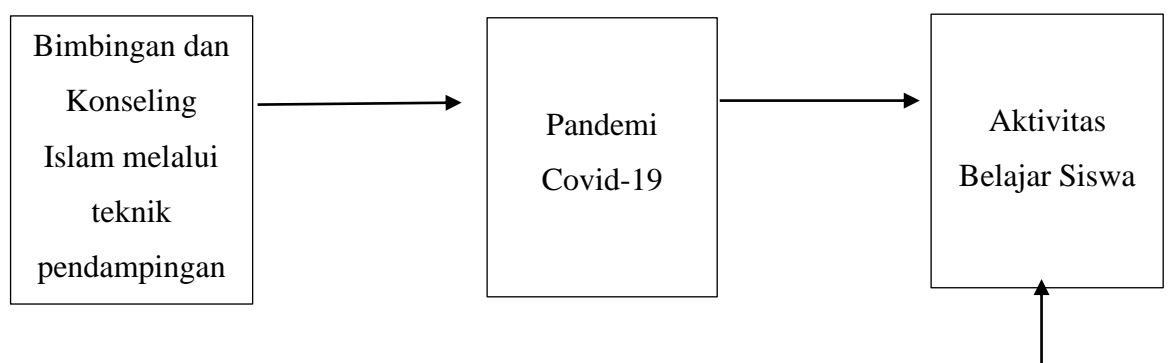 Bimbingan dan
Konseling
Islam melalui
teknik
pendampingan
Pandemi
Covid-19
Aktivitas
Belajar Siswa